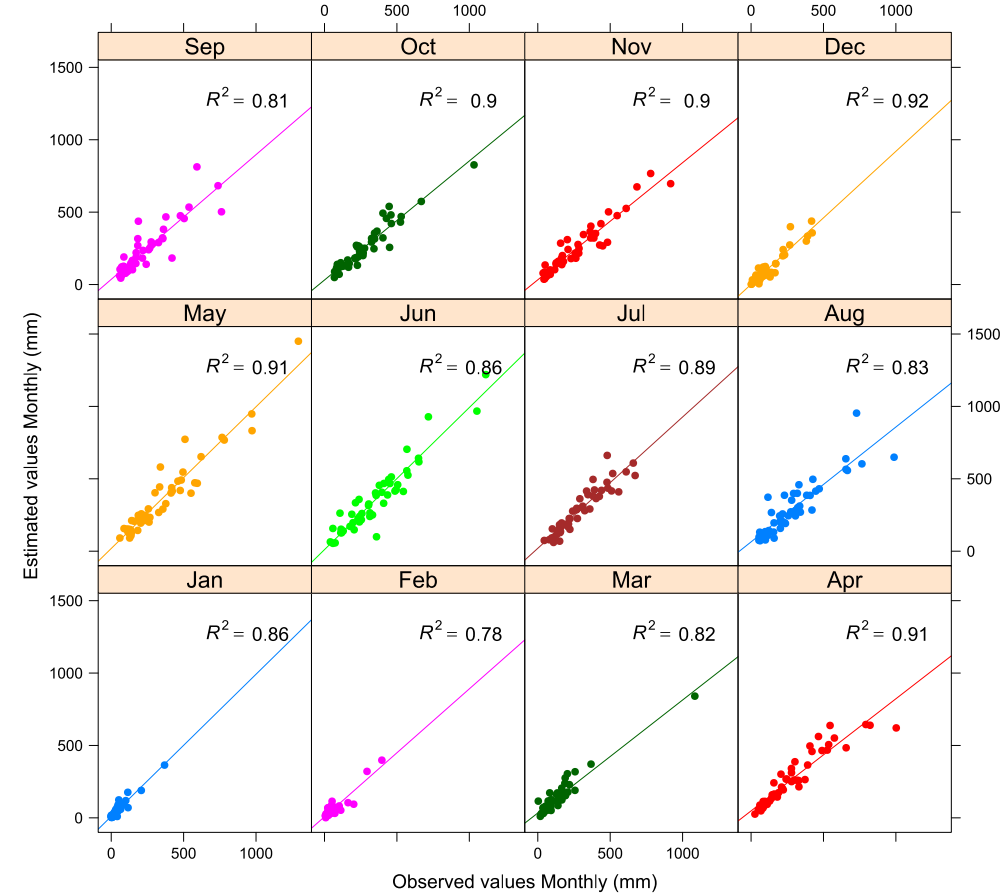 0 500 1000 0 500 1000
Sep Oct Nov Dec
1500
R2 = 0.81 R2 = 0.9 R2 = 0.9 R2 = 0.92
1000
500
0
May Jun Jul Aug
1500
R2 = 0.91 R2 = 0.86 R2 = 0.89 R2 = 0.83
1000
500
0
Jan Feb Mar Apr
1500
R2 = 0.86 R2 = 0.78 R2 = 0.82 R2 = 0.91
1000
500
0
0 500 1000 0 500 1000
Estimated values Monthly (mm)
Observed values Monthly (mm)